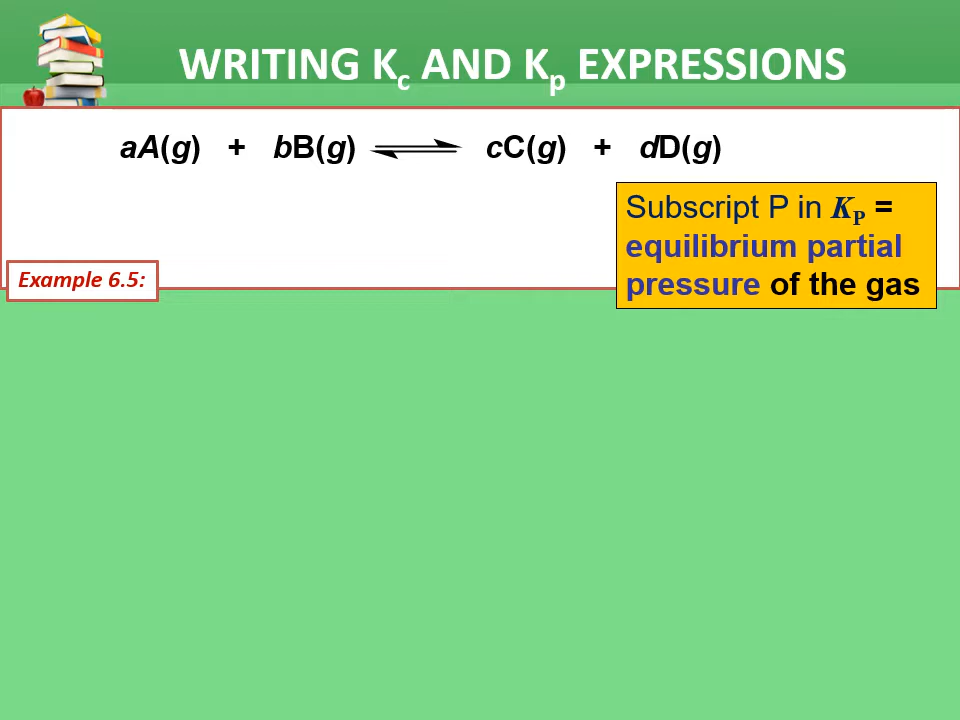 WRITING Kc AND Kp EXPRESSIONS
aA(g) + bB(g) ⇌ cC(g) + dD(g)
Subscript P in KP =
equilibrium partial
pressure of the gas
Example 6.5: